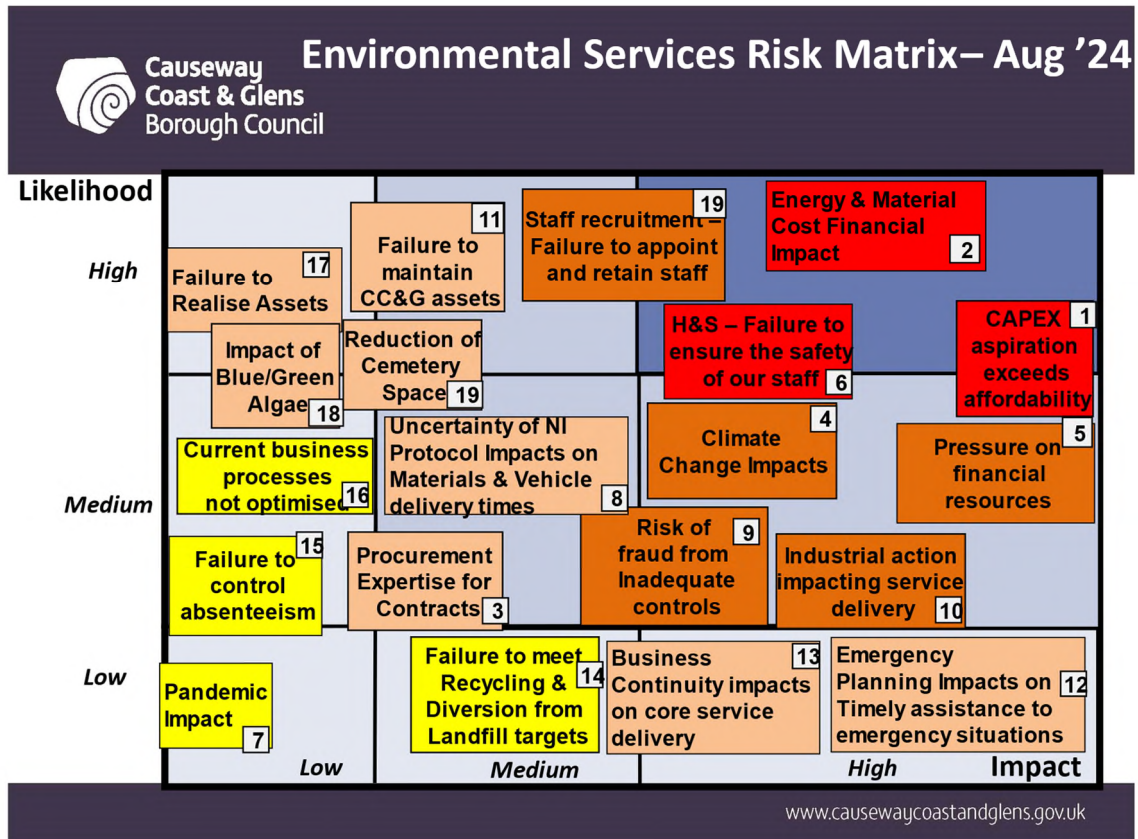 Causeway
Coast & Glens
Borough Council
Environmental Services Risk Matrix– Aug ’24
Likelihood
High
Medium
Low
17
Failure to
Realise Assets
11
Failure to
maintain
CC&G assets
19
Staff recruitment –
Failure to appoint
and retain staff
Energy & Material
Cost Financial
Impact
2
Impact of
Blue/Green
Algae
18
Reduction of
Cemetery
Space
19
H&S – Failure to
ensure the safety
of our staff
6
1
CAPEX
aspiration
exceeds
affordability
Current business
processes
not optimised
16
Uncertainty of NI
Protocol Impacts on
Materials & Vehicle
delivery times
8
4
Climate
Change Impacts
5
Pressure on
financial
resources
15
Failure to
control
absenteeism
Procurement
Expertise for
Contracts
3
Risk of
fraud from
Inadequate
controls
9
Industrial action
impacting service
delivery
10
Pandemic
Impact
7
Failure to meet
Recycling &
Diversion from
Landfill targets
14
Business
Continuity impacts
on core service
delivery
13
Emergency
Planning Impacts on
Timely assistance to
emergency situations
12
Low
Medium
High
Impact
www.causewaycoastandglens.gov.uk